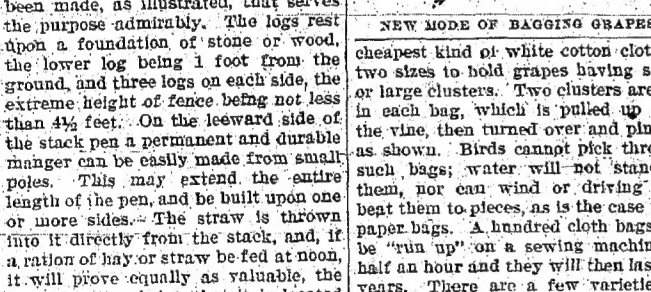 been made, as illustrated, that serves
the purpose admirably. The logs rest
upon a foundation of stone or wood,
the lower log being 1 foot from the
ground, and three logs on each side, the
extreme height of fence being not less
than 4½ feet. On the leeward side of
the stack pen a permanent and durable
manger can be easily made from small
poles. This may extend the entire
length of the pen, and be built upon one
or more sides. The straw is thrown
into it directly from the stack, and, if
a ration of hay or straw be fed at noon,
it will prove equally as valuable, the
NEW MODE OF BAGGING GRAPES
cheapest kind of white cotton clot
two sizes to hold grapes having s
or large clusters. Two clusters are
in each bag, which is pulled up
the vine, then turned over and pin
as shown. Birds cannot pick thr
such bags; water will not stan
them, nor can wind or driving
beat them to pieces, as is the case
paper bags. A hundred cloth bags
be "run up" on a sewing machin
half an hour and they will then las
years. There are a few varietie